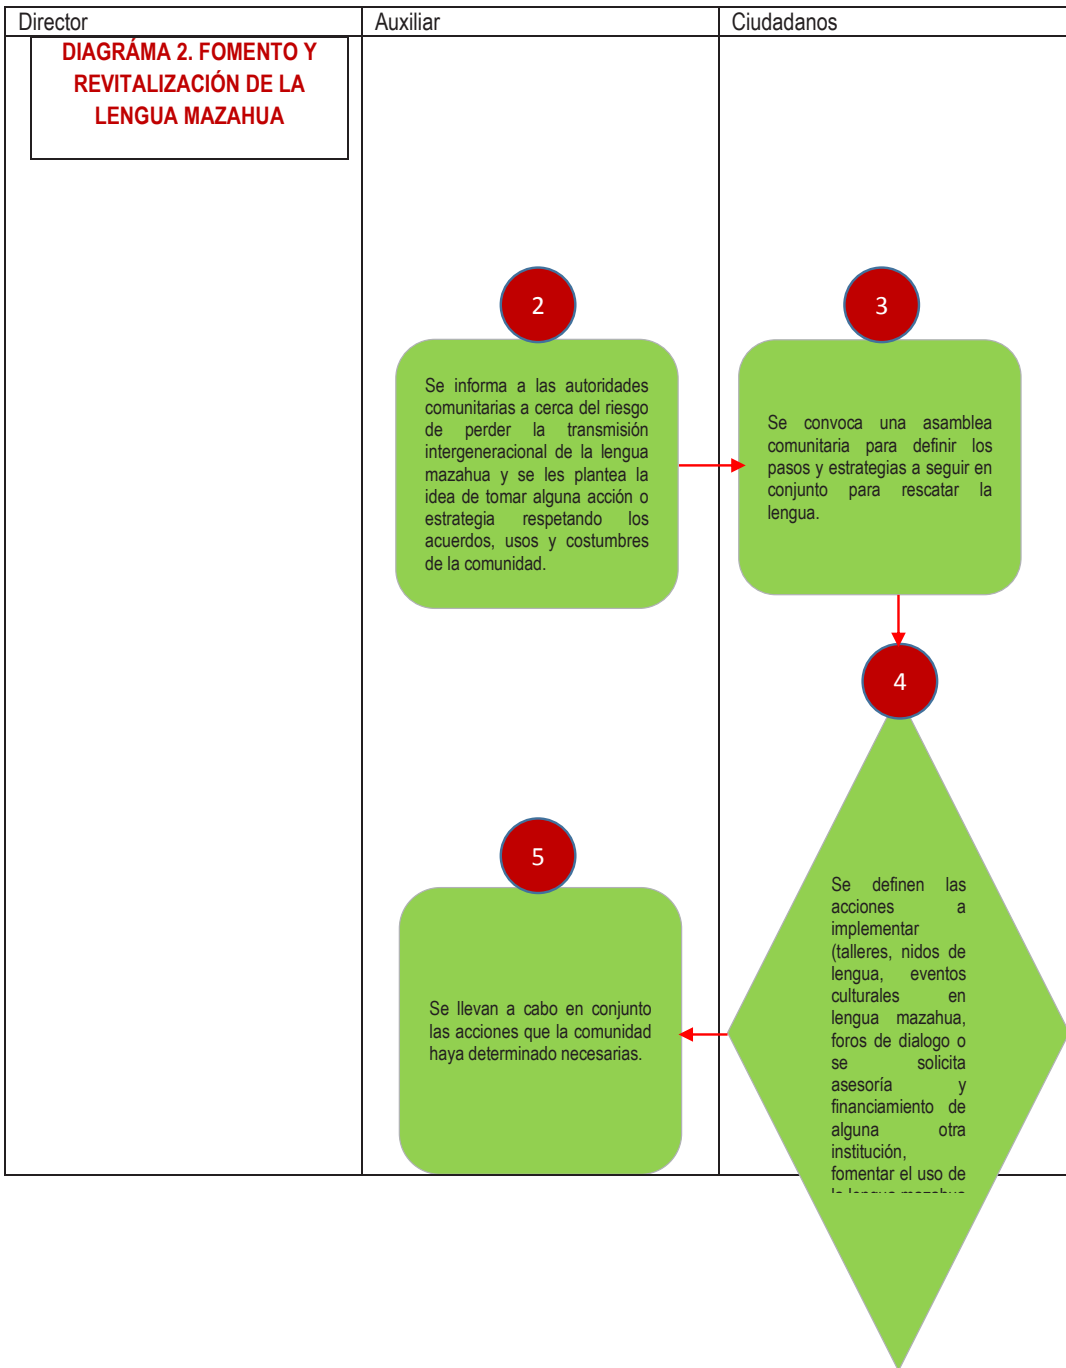 Director
Auxiliar
Ciudadanos
DIAGRÁMA 2. FOMENTO Y
REVITALIZACIÓN DE LA
LENGUA MAZAHUA
2
Se informa a las autoridades
comunitarias a cerca del riesgo
de perder la transmisión
intergeneracional de la lengua
mazahua y se les plantea la
idea de tomar alguna acción o
estrategia respetando los
acuerdos, usos y costumbres
de la comunidad.
3
Se convoca una asamblea
comunitaria para definir los
pasos y estrategias a seguir en
conjunto para rescatar la
lengua.
4
Se definen las
acciones a
implementar
(talleres, nidos de
lengua, eventos
culturales en
lengua mazahua,
foros de dialogo o
se solicita
asesoría y
financiamiento de
alguna otra
institución,
fomentar el uso de
la lengua mazahua
5
Se llevan a cabo en conjunto
las acciones que la comunidad
haya determinado necesarias.